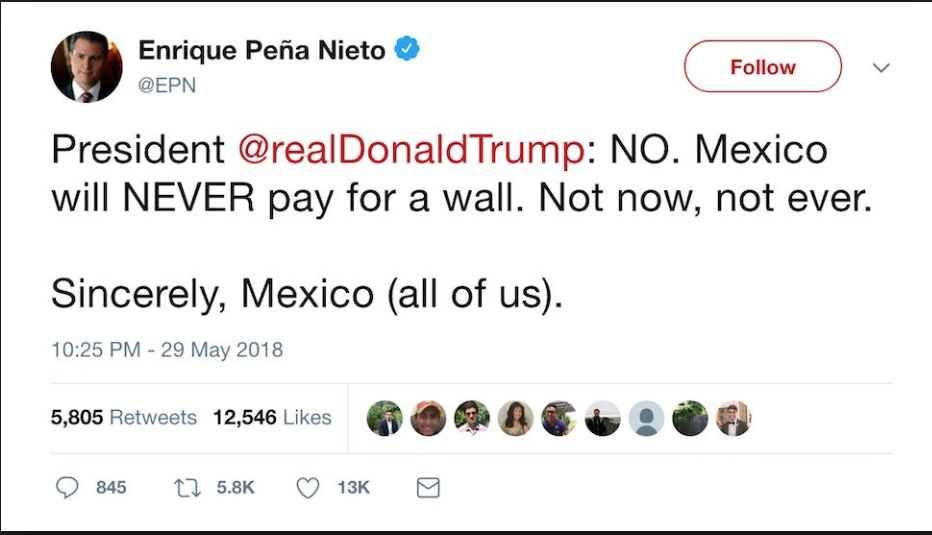 Enrique Peña Nieto
@EPN
Follow
President @realDonaldTrump: NO. Mexico
will NEVER pay for a wall. Not now, not ever.
Sincerely, Mexico (all of us).
10:25 PM - 29 May 2018
5,805 Retweets 12,546 Likes
845 5.8K 13K